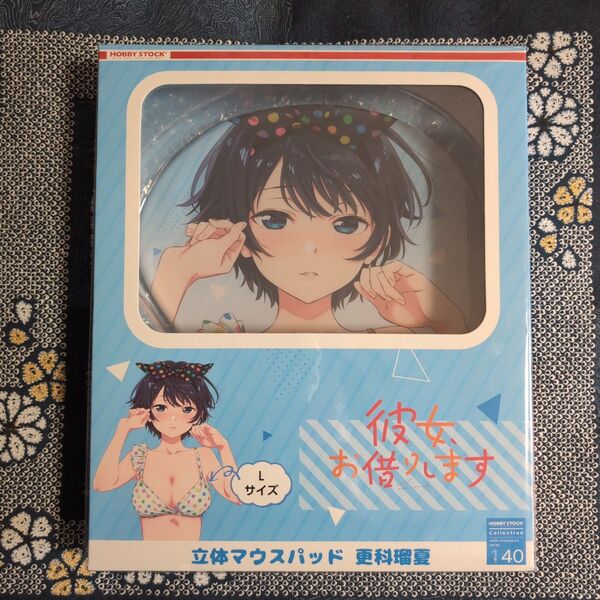 HOBBY STOCK
彼女、
お借りします
L
サイズ
HOBBY STOCK
Collection
140
立体マウスパッド 更科瑠夏